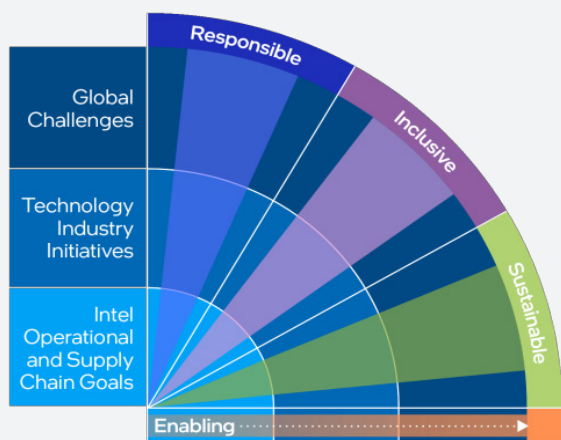 Responsible
Inclusive
Sustainable
Global
Challenges
Technology
Industry
Initiatives
Intel
Operational
and Supply
Chain Goals
Enabling